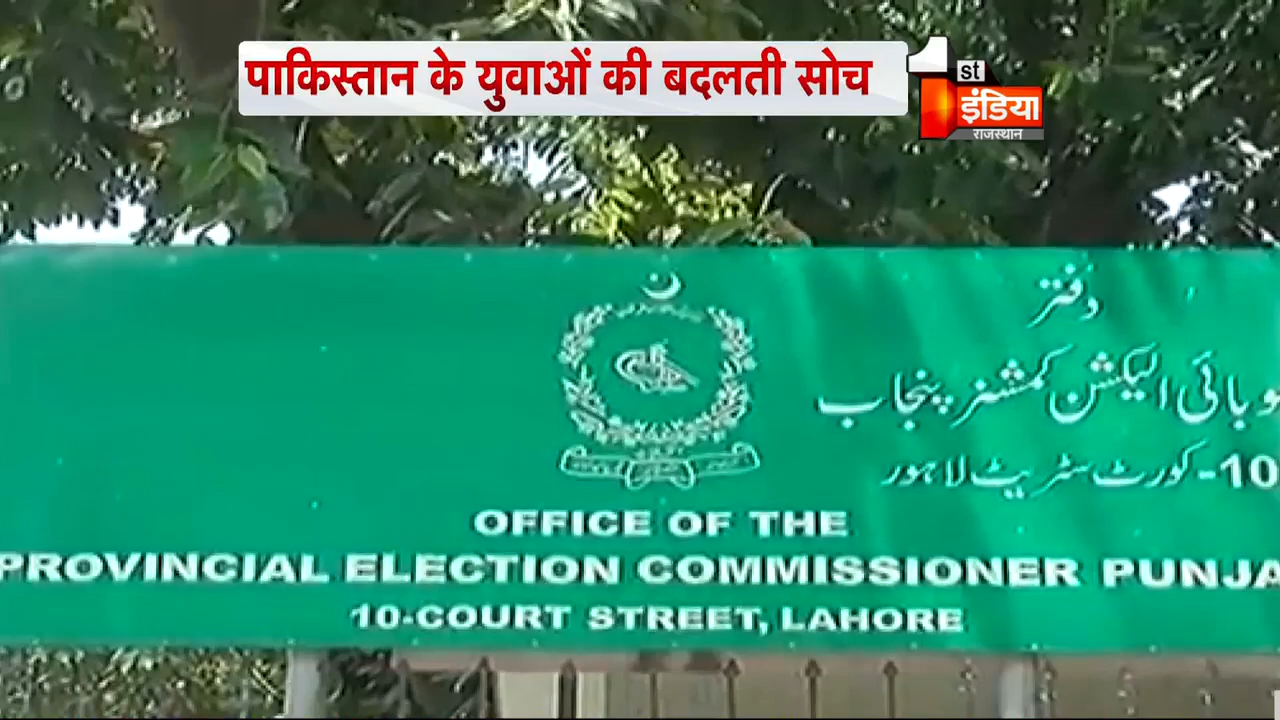 पाकिस्तान के युवाओं की बदलती सोच
1st
इंडिया
राजस्थान
دفتر
وبائی الیکشن کمشنر پنجاب
10-کورٹ سٹریٹ لاہور
OFFICE OF THE
PROVINCIAL ELECTION COMMISSIONER PUNJA
10-COURT STREET, LAHORE